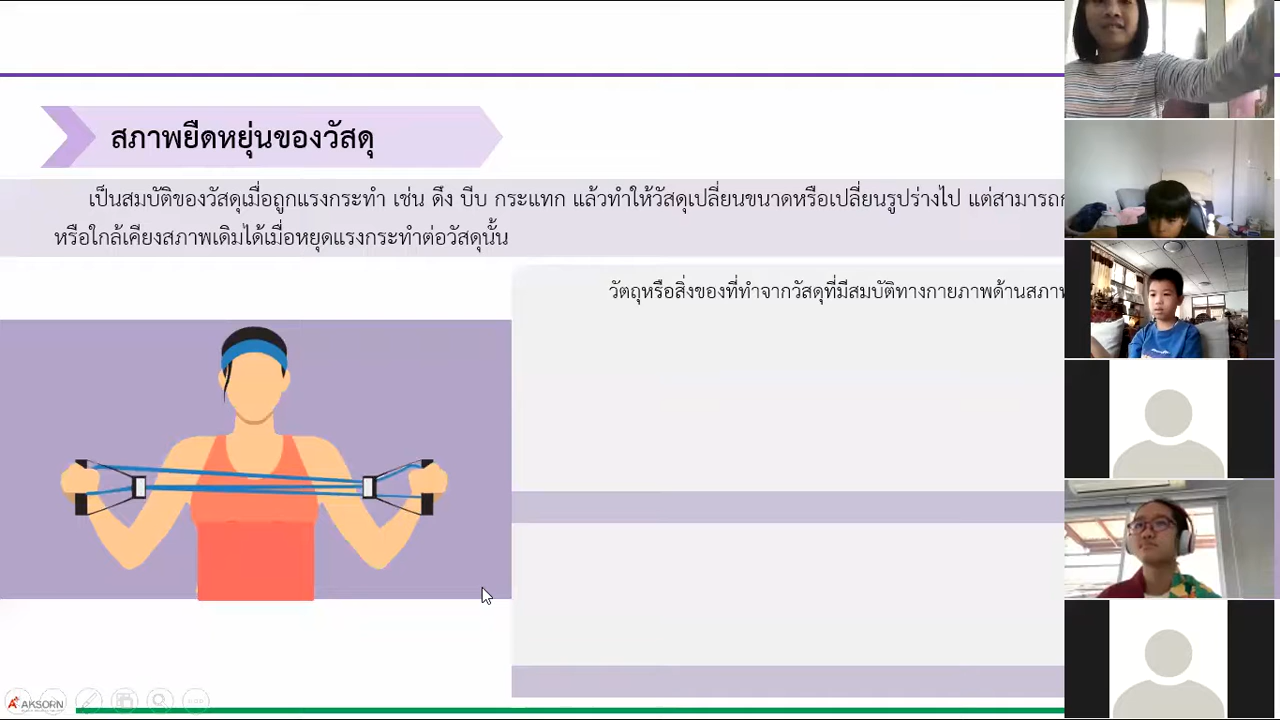 สภาพยืดหยุ่นของวัสดุ
เป็นสมบัติของวัสดุเมื่อถูกแรงกระทำ เช่น ดึง บีบ กระแทก แล้วทำให้วัสดุเปลี่ยนขนาดหรือเปลี่ยนรูปร่างไป แต่สามารถก
หรือใกล้เคียงสภาพเดิมได้เมื่อหยุดแรงกระทำต่อวัสดุนั้น
วัตถุหรือสิ่งของที่ทำจากวัสดุที่มีสมบัติทางกายภาพด้านสภาพ
AKSORN